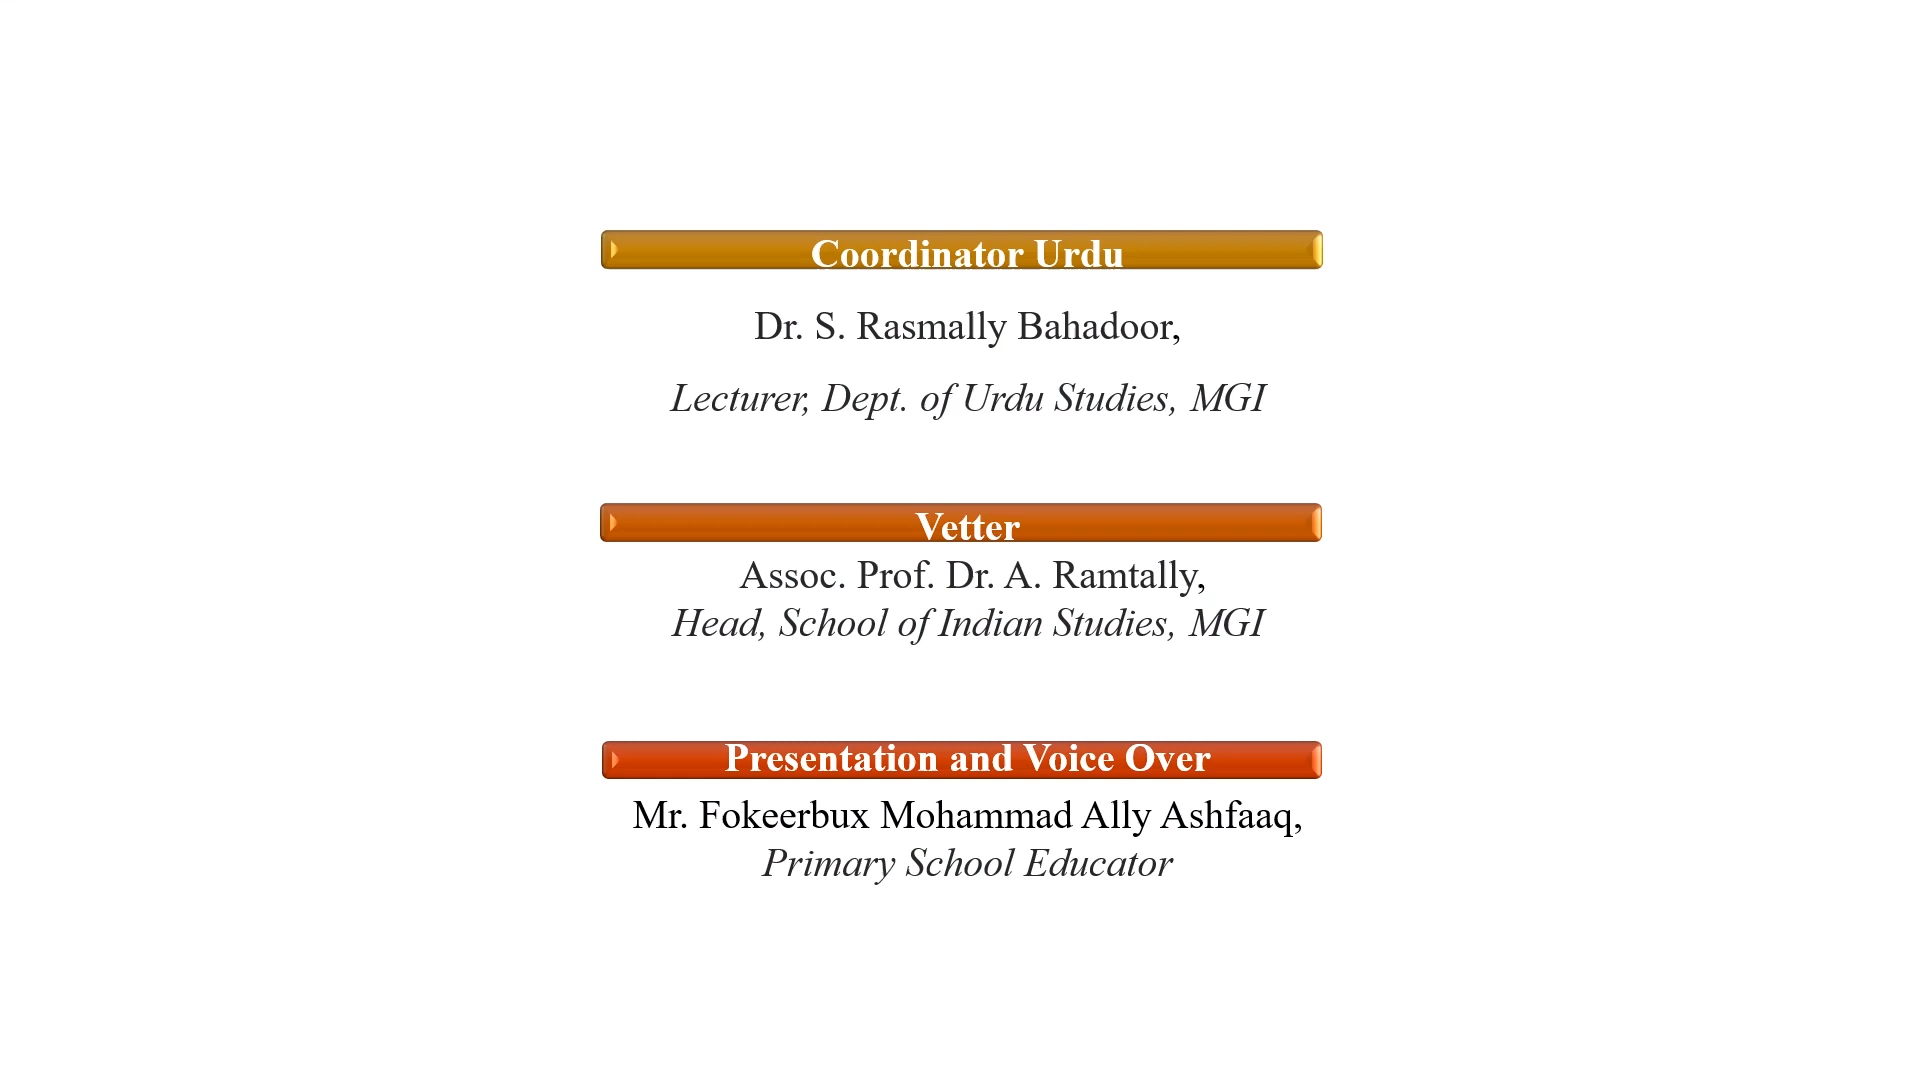 Coordinator Urdu
Dr. S. Rasmally Bahadoor,
Lecturer, Dept. of Urdu Studies, MGI
Vetter
Assoc. Prof. Dr. A. Ramtally,
Head, School of Indian Studies, MGI
Presentation and Voice Over
Mr. Fokeerbux Mohammad Ally Ashfaaq,
Primary School Educator